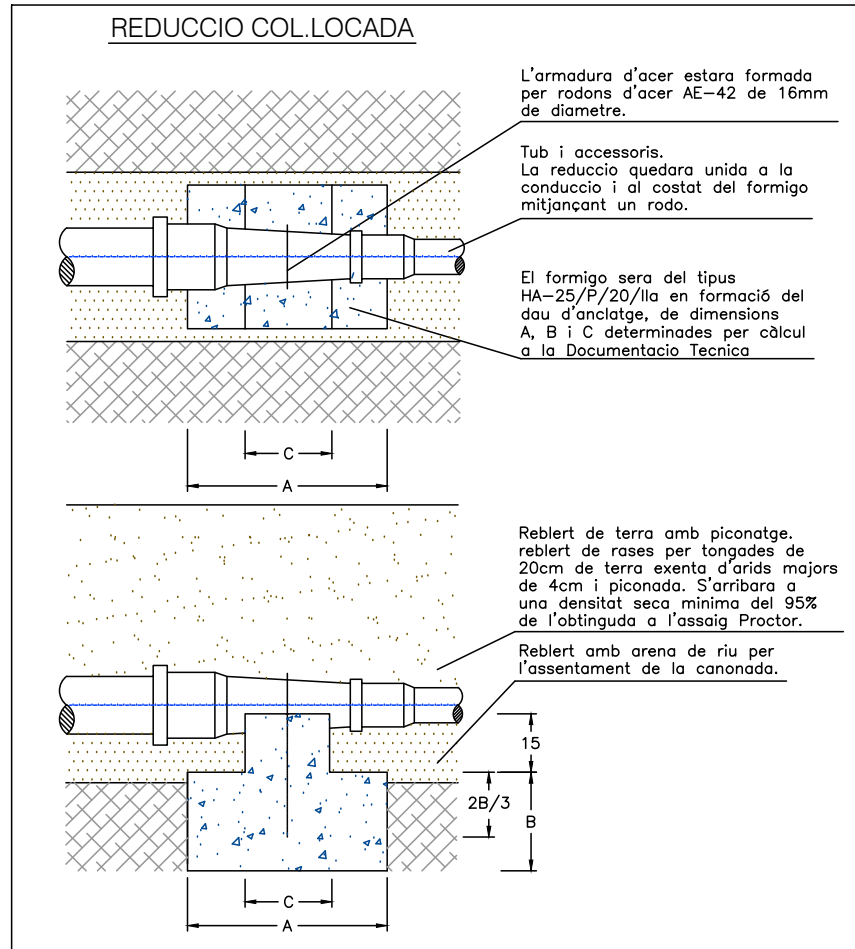 REDUCCIO COL.LOCADA
L'armadura d'acer estara formada
per rodons d'acer AE-42 de 16mm
de diametre.
Tub i accessoris.
La reduccio quedara unida a la
conduccio i al costat del formigo
mitjançant un rodo.
El formigo sera del tipus
HA-25/P/20/IIa en formació del
dau d'anclatge, de dimensions
A, B i C determinades per càlcul
a la Documentacio Tecnica
C
A
Reblert de terra amb piconatge.
reblert de rases per tongades de
20cm de terra exenta d'arids majors
de 4cm i piconada. S'arribara a
una densitat seca minima del 95%
de l'obtinguda a l'assaig Proctor.
Reblert amb arena de riu per
l'assentament de la canonada.
15
2B/3
B
C
A